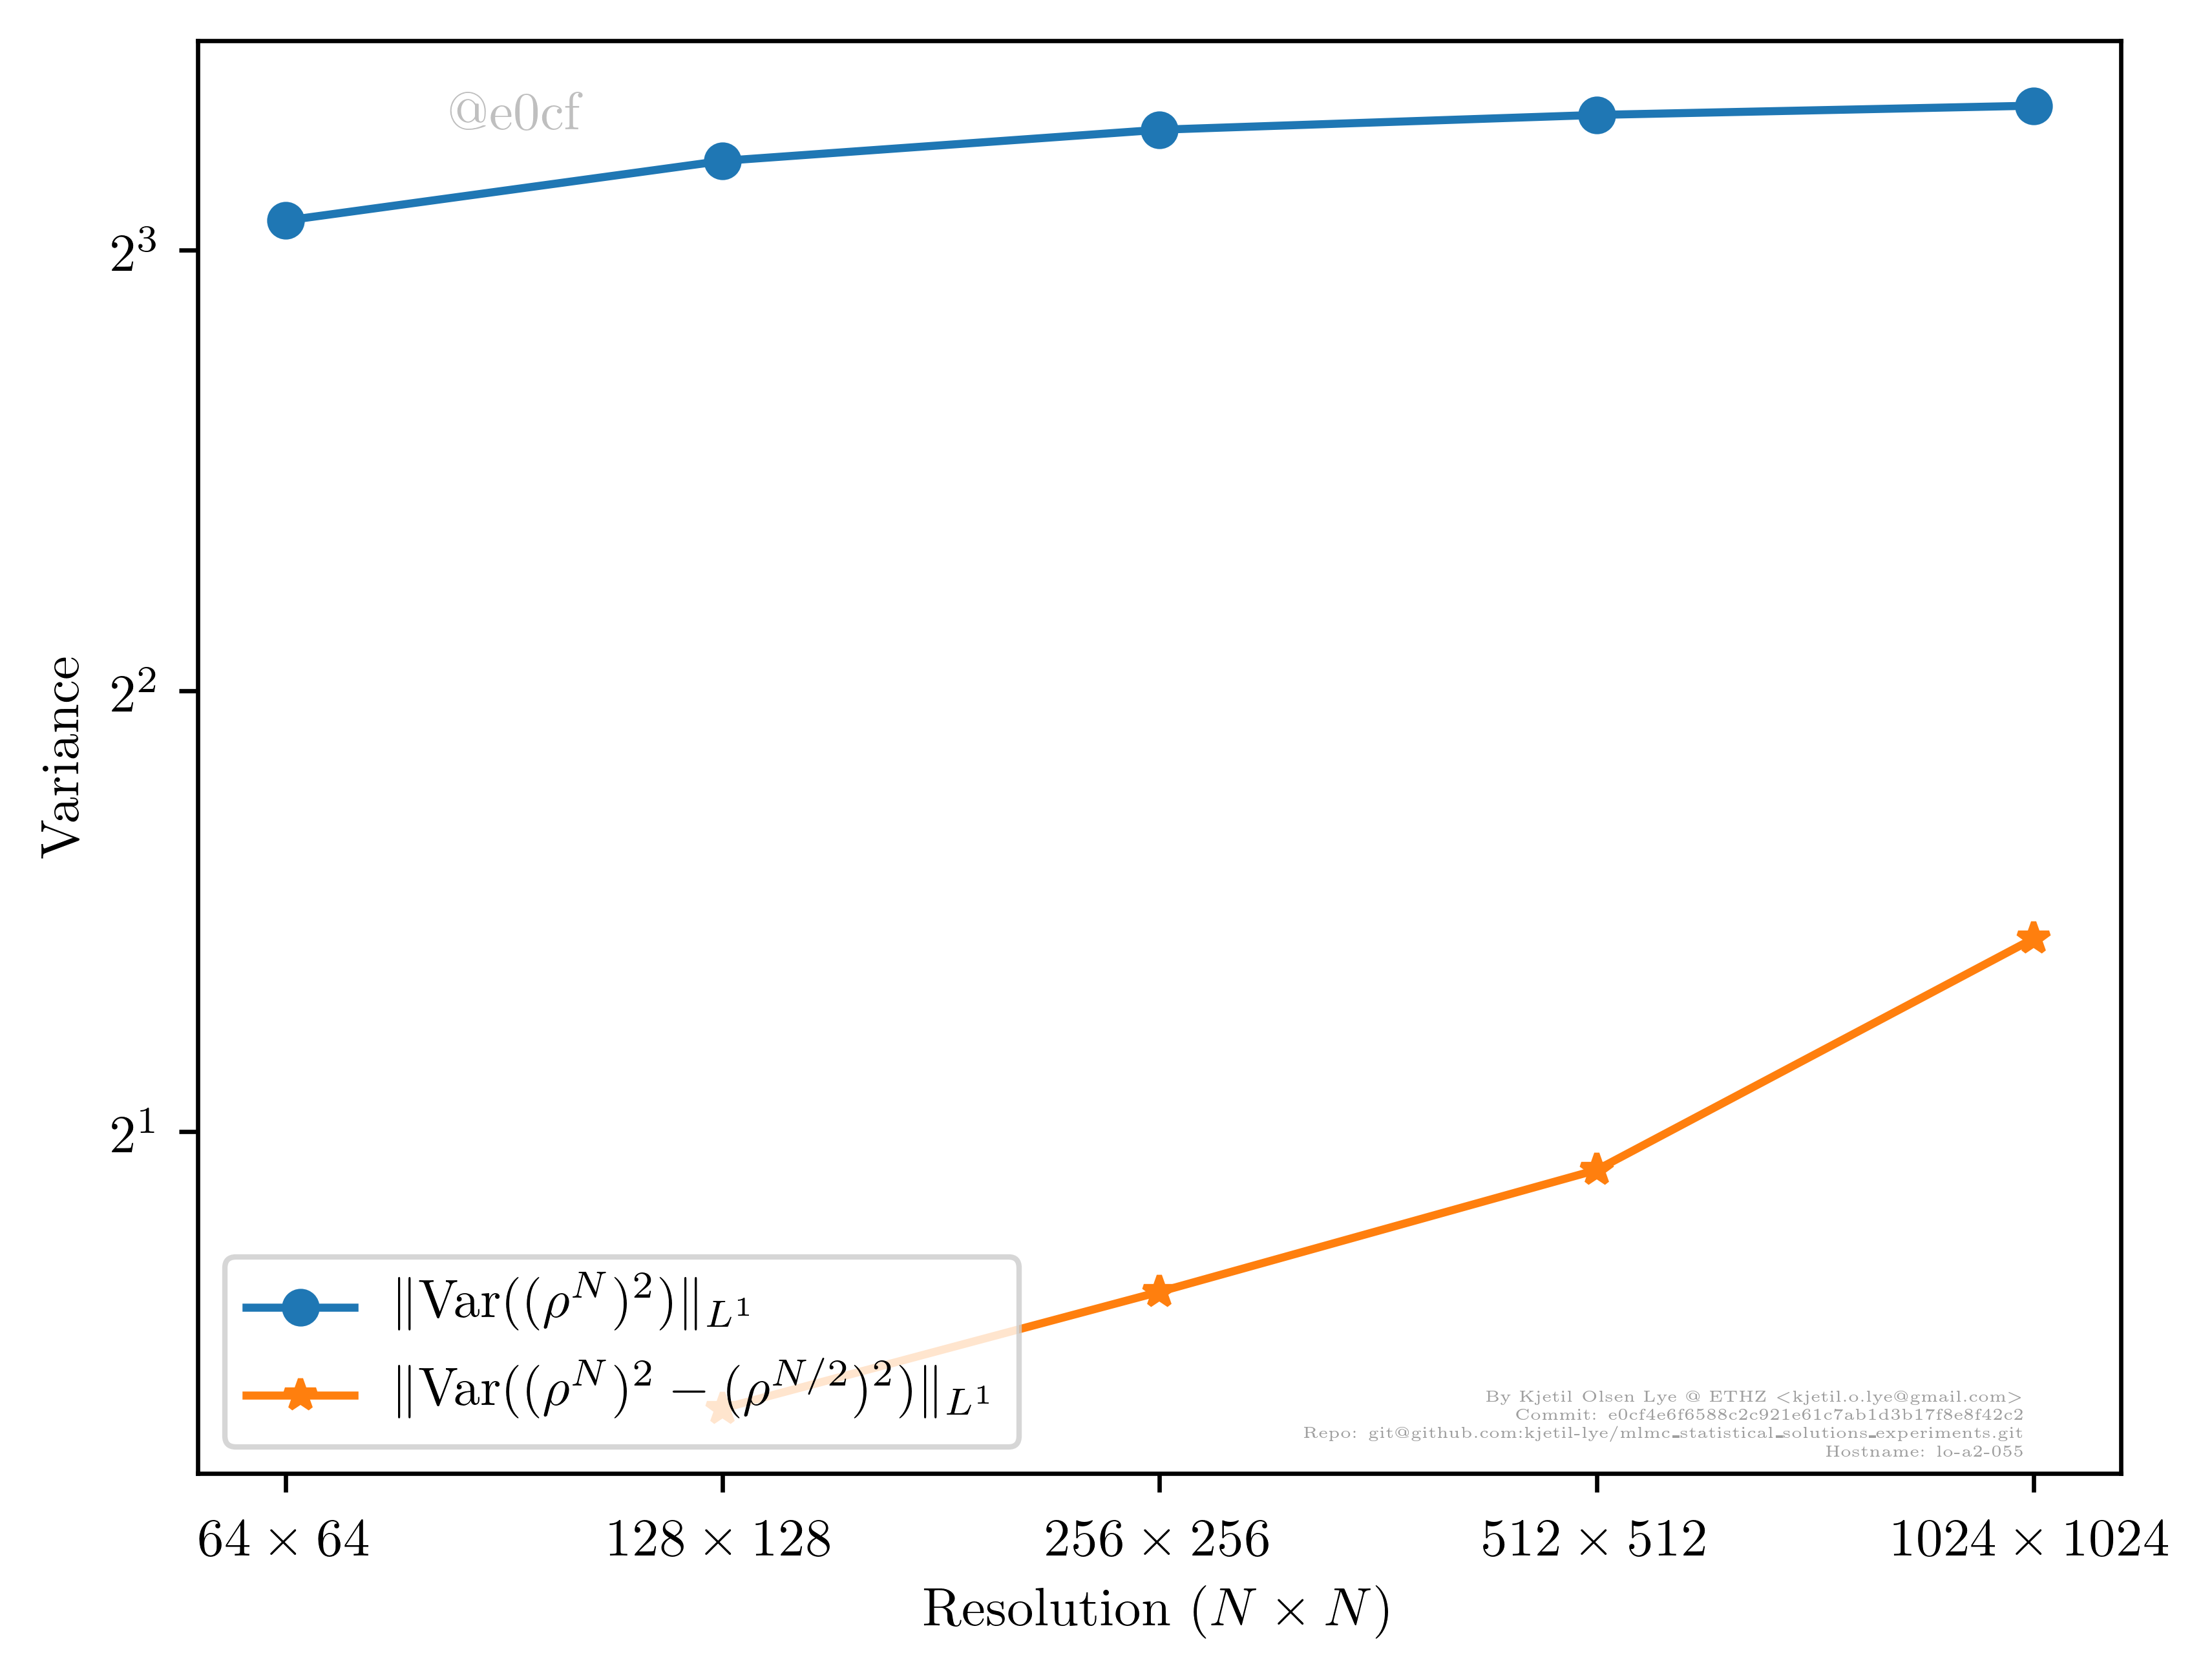 @e0cf
2³
2²
2¹
Variance
‖Var((ρ^N)²)‖_{L¹}
‖Var((ρ^N)² − (ρ^{N/2})²)‖_{L¹}
By Kjetil Olsen Lye @ ETHZ <kjetil.o.lye@gmail.com>
Commit: e0cf4e6f6588c2c921e61c7ab1d3b17f8e8f42c2
Repo: git@github.com:kjetil-lye/mlmc_statistical_solutions_experiments.git
Hostname: lo-a2-055
64 × 64 128 × 128 256 × 256 512 × 512 1024 × 1024
Resolution (N × N)